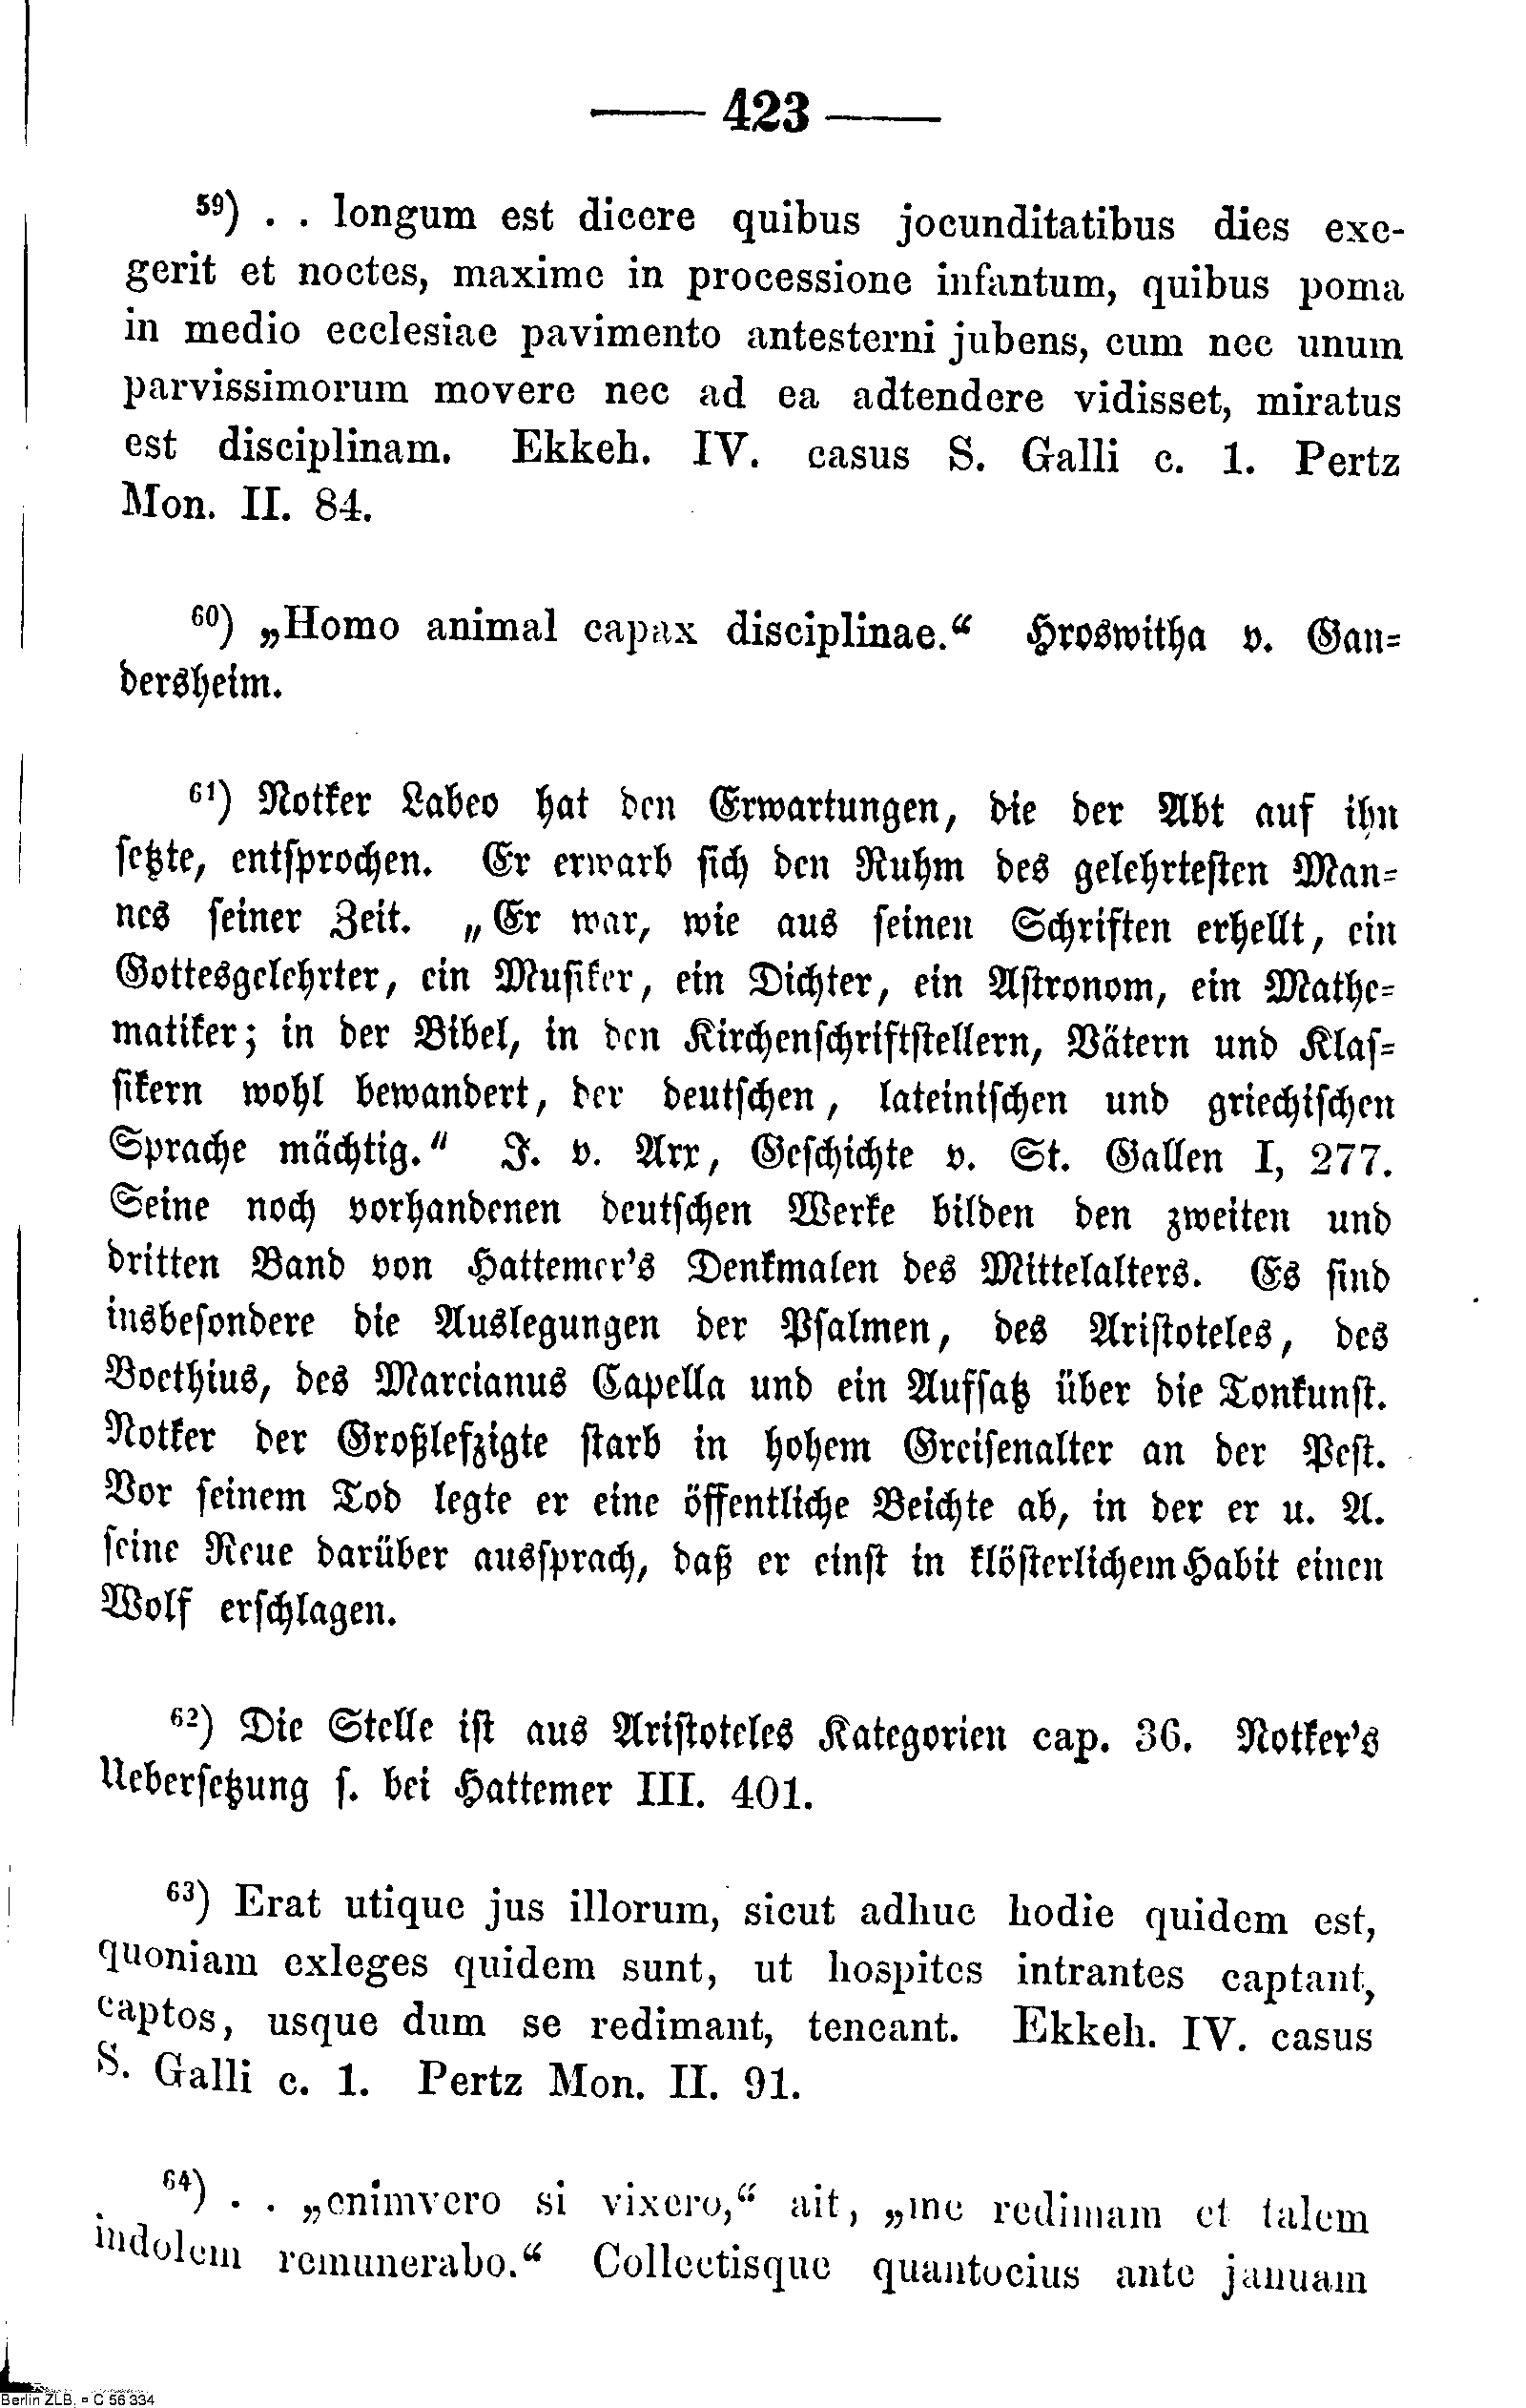 — 423 —
⁵⁹) . . longum est dicere quibus jocunditatibus dies exe-
gerit et noctes, maxime in processione infantum, quibus poma
in medio ecclesiae pavimento antesterni jubens, cum nec unum
parvissimorum movere nec ad ea adtendere vidisset, miratus
est disciplinam. Ekkeh. IV. casus S. Galli c. 1. Pertz
Mon. II. 84.
⁶⁰) „Homo animal capax disciplinae.“ Hroswitha v. Gan-
dersheim.
⁶¹) Notker Labeo hat den Erwartungen, die der Abt auf ihn
setzte, entsprochen. Er erwarb sich den Ruhm des gelehrtesten Man-
nes seiner Zeit. „Er war, wie aus seinen Schriften erhellt, ein
Gottesgelehrter, ein Musiker, ein Dichter, ein Astronom, ein Mathe-
matiker; in der Bibel, in den Kirchenschriftstellern, Vätern und Klas-
sikern wohl bewandert, der deutschen, lateinischen und griechischen
Sprache mächtig.“ J. v. Arx, Geschichte v. St. Gallen I, 277.
Seine noch vorhandenen deutschen Werke bilden den zweiten und
dritten Band von Hattemer's Denkmalen des Mittelalters. Es sind
insbesondere die Auslegungen der Psalmen, des Aristoteles, des
Boethius, des Marcianus Capella und ein Aufsatz über die Tonkunst.
Notker der Großlefzigte starb in hohem Greisenalter an der Pest.
Vor seinem Tod legte er eine öffentliche Beichte ab, in der er u. A.
seine Reue darüber aussprach, daß er einst in klösterlichem Habit einen
Wolf erschlagen.
⁶²) Die Stelle ist aus Aristoteles Kategorien cap. 36. Notker's
Uebersetzung s. bei Hattemer III. 401.
⁶³) Erat utique jus illorum, sicut adhuc hodie quidem est,
quoniam exleges quidem sunt, ut hospites intrantes captant,
captos, usque dum se redimant, teneant. Ekkeh. IV. casus
S. Galli c. 1. Pertz Mon. II. 91.
⁶⁴) . . „enimvero si vixero,“ ait, „me redimam et talem
indolem remunerabo.“ Collectisque quantocius ante januam
Berlin ZLB. ▫ C 56 334